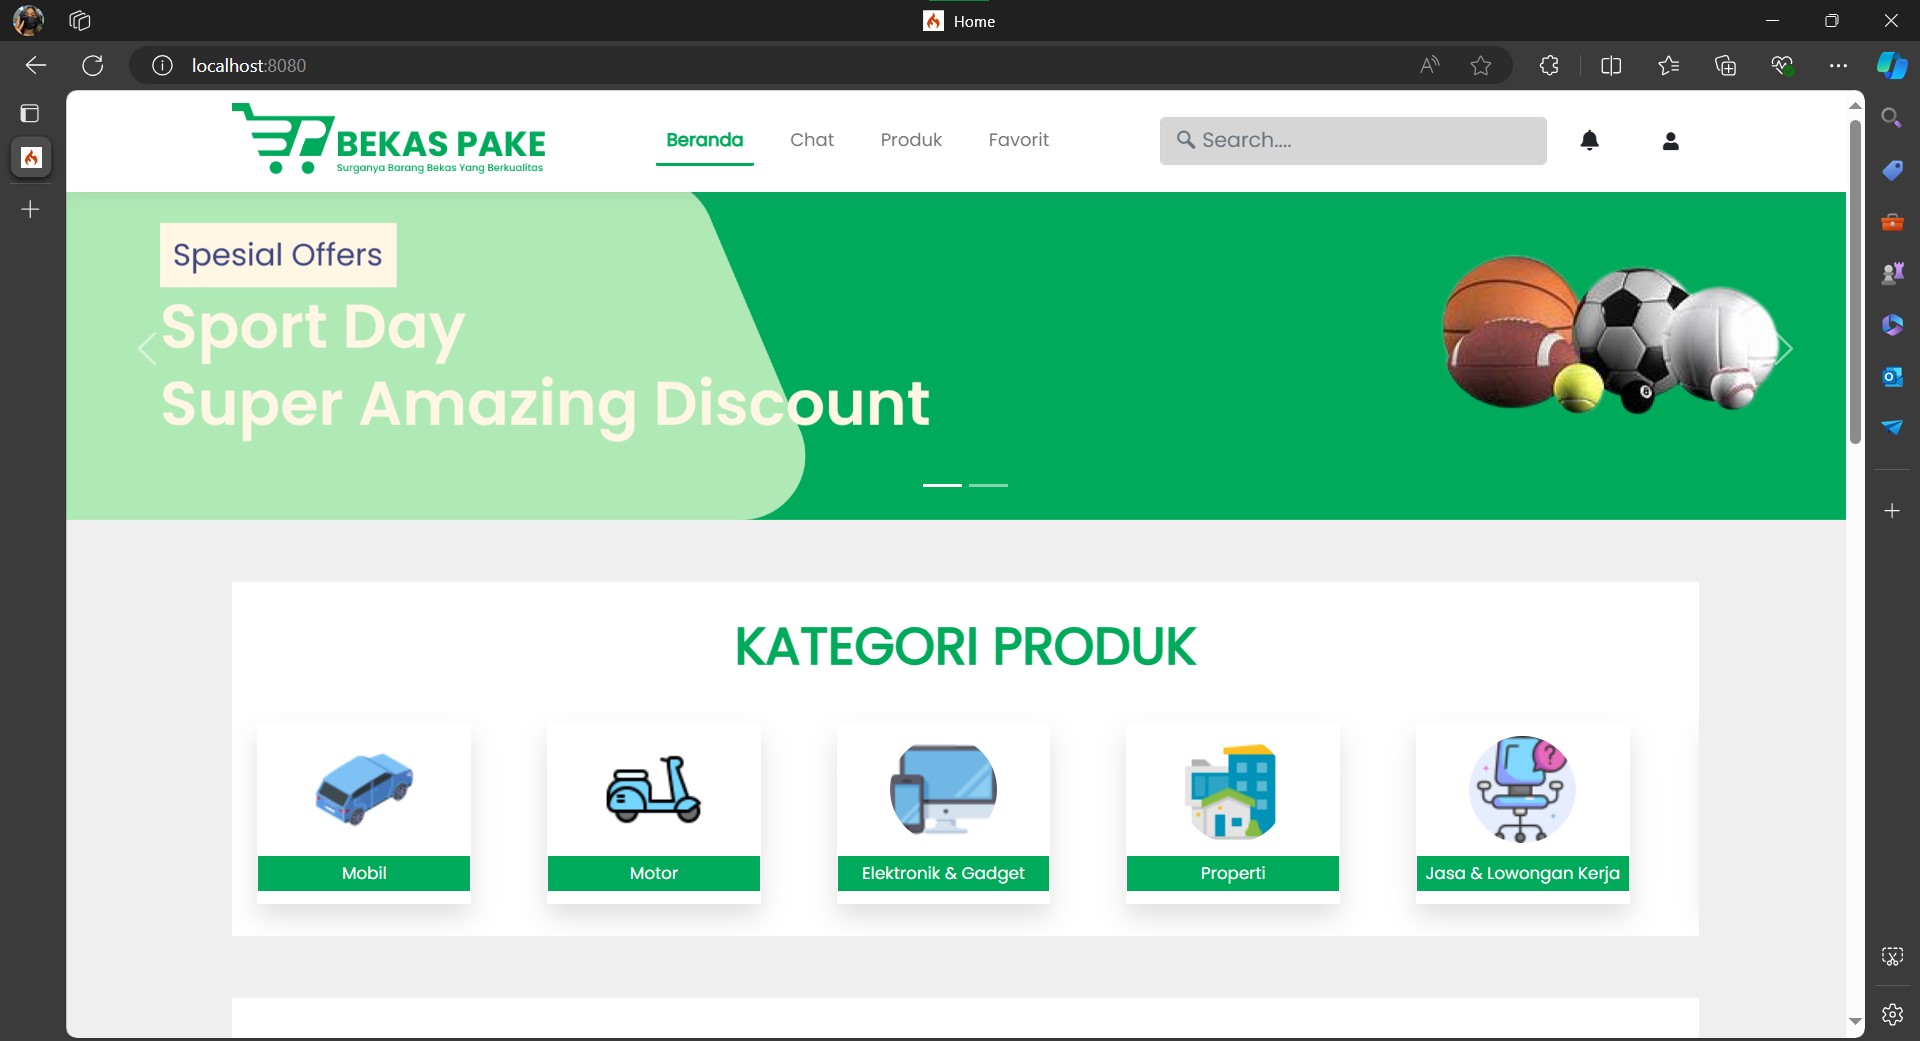 Home
localhost:8080
BEKAS PAKE
Surganya Barang Bekas Yang Berkualitas
Beranda
Chat
Produk
Favorit
Search....
Spesial Offers
Sport Day
Super Amazing Discount
KATEGORI PRODUK
Mobil
Motor
Elektronik & Gadget
Properti
Jasa & Lowongan Kerja